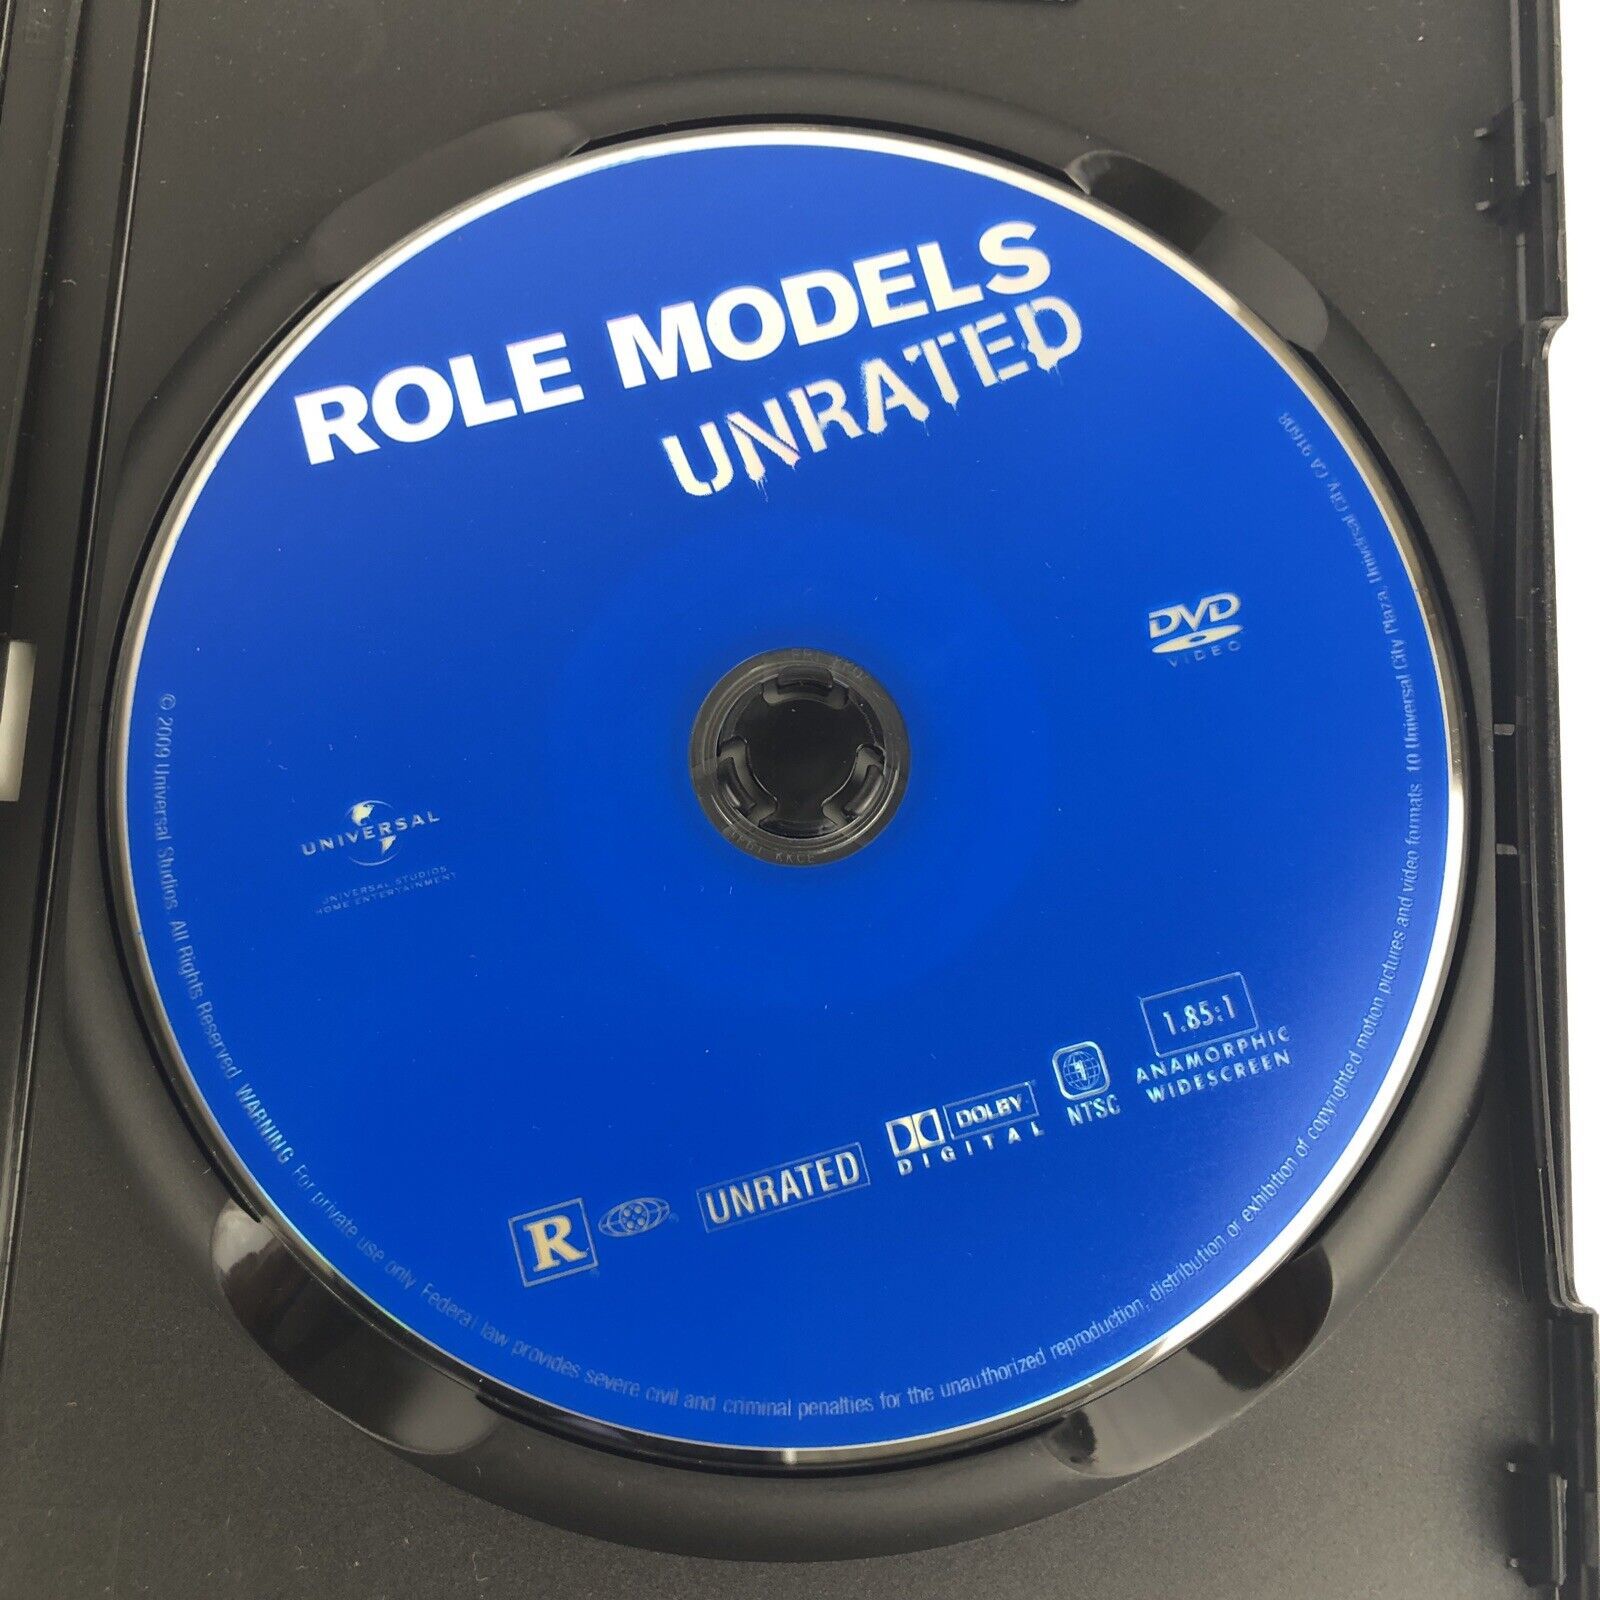 ROLE MODELS
UNRATED
DVD
VIDEO
UNIVERSAL
UNIVERSAL STUDIOS
HOME ENTERTAINMENT
R
UNRATED
DOLBY
DIGITAL
1
NTSC
1.85:1
ANAMORPHIC
WIDESCREEN
© 2009 Universal Studios. All Rights Reserved. WARNING For private use only. Federal law provides severe civil and criminal penalties for the unauthorized reproduction, distribution or exhibition of copyrighted motion pictures and video formats. 10 Universal City Plaza, Universal City, CA 91608